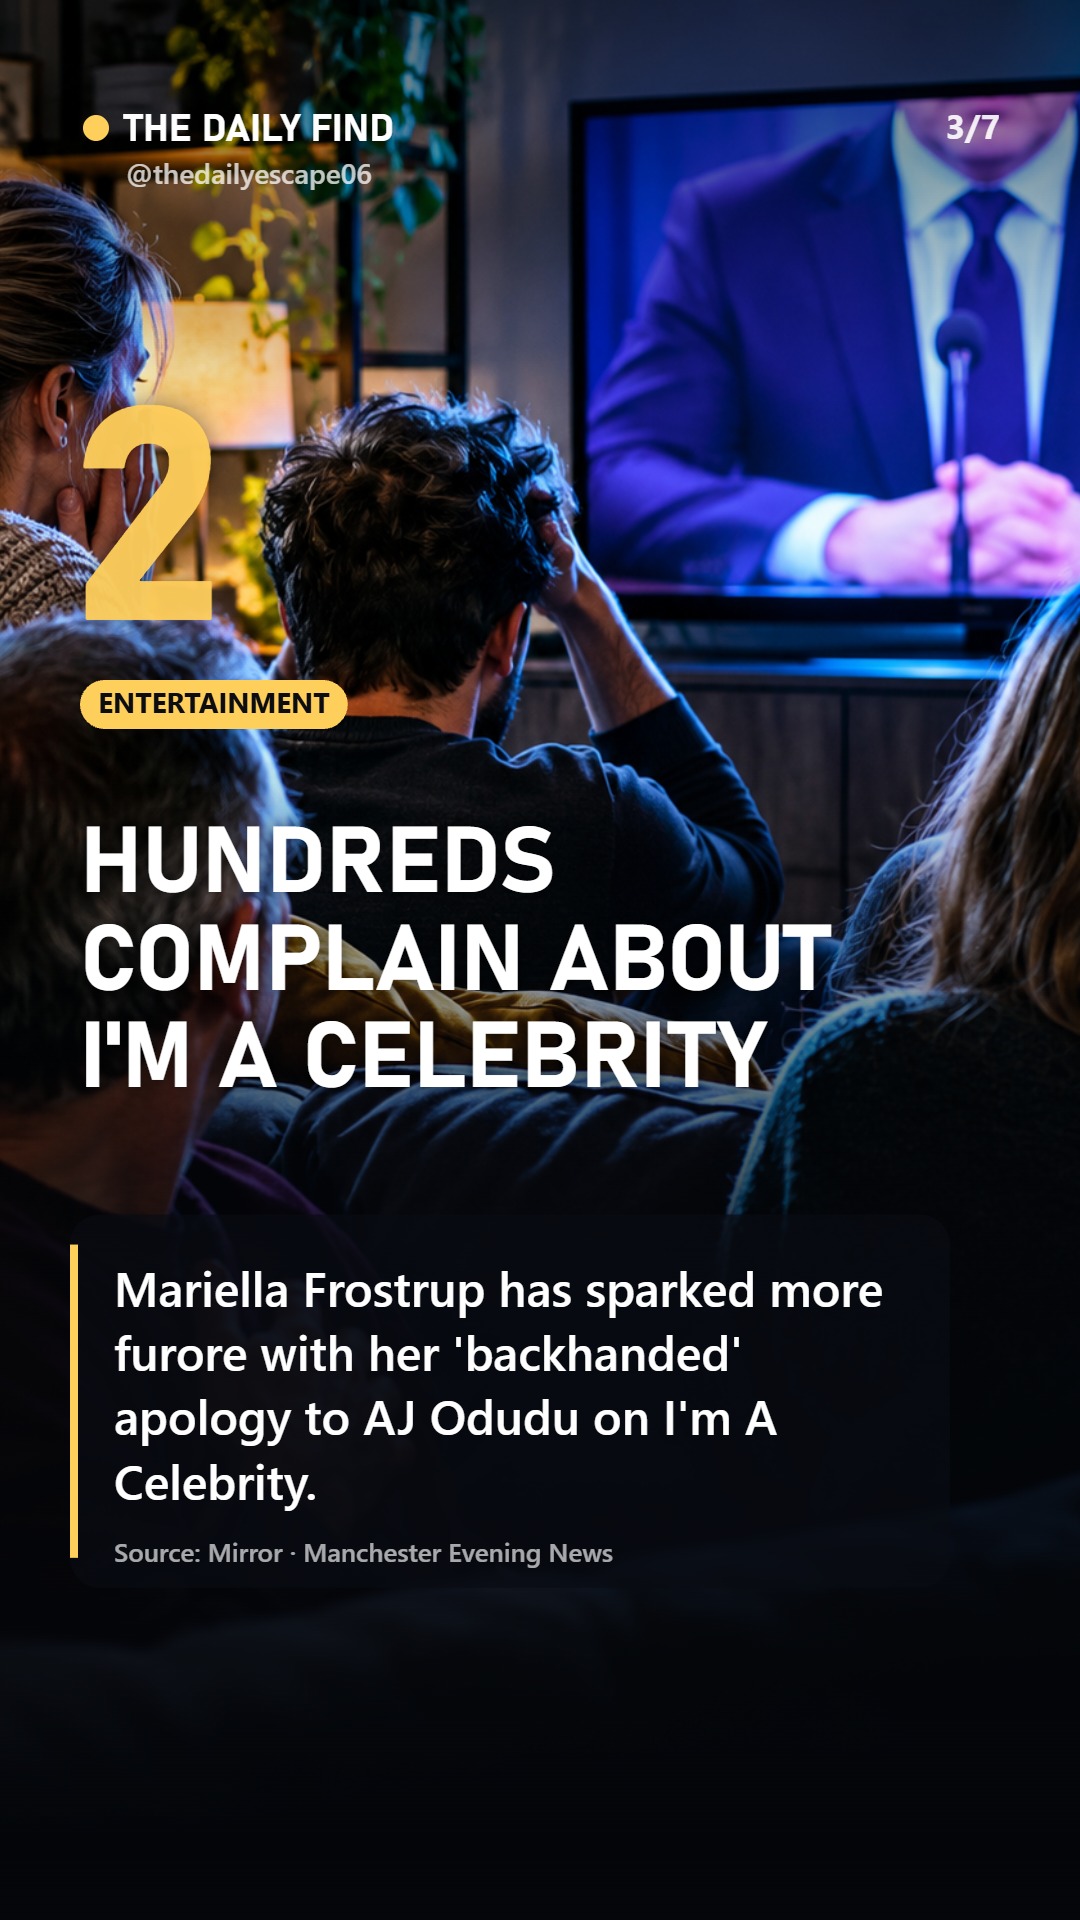 THE DAILY FIND
@thedailyescape06
3/7
2
ENTERTAINMENT
HUNDREDS
COMPLAIN ABOUT
I'M A CELEBRITY
Mariella Frostrup has sparked more
furore with her 'backhanded'
apology to AJ Odudu on I'm A
Celebrity.
Source: Mirror · Manchester Evening News